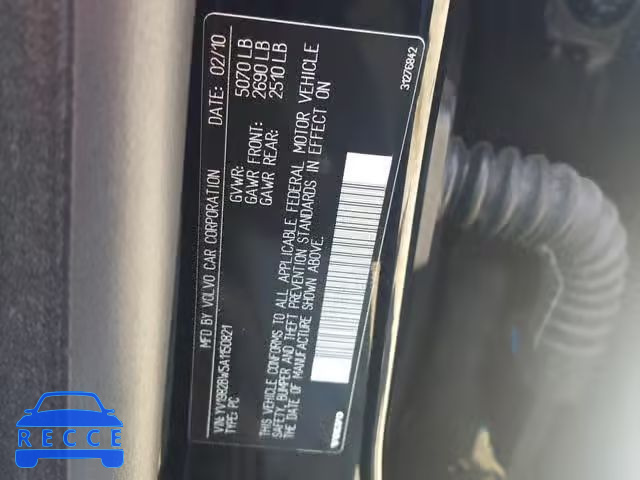 MFD BY VOLVO CAR CORPORATION DATE: 02/10
GVWR: 5070 LB
GAWR FRONT: 2690 LB
GAWR REAR: 2510 LB
THIS VEHICLE CONFORMS TO ALL APPLICABLE FEDERAL MOTOR VEHICLE
SAFETY, BUMPER AND THEFT PREVENTION STANDARDS IN EFFECT ON
THE DATE OF MANUFACTURE SHOWN ABOVE.
VIN: YV1982BW5A1150821
TYPE: PC
VOLVO
31276842
RECCE